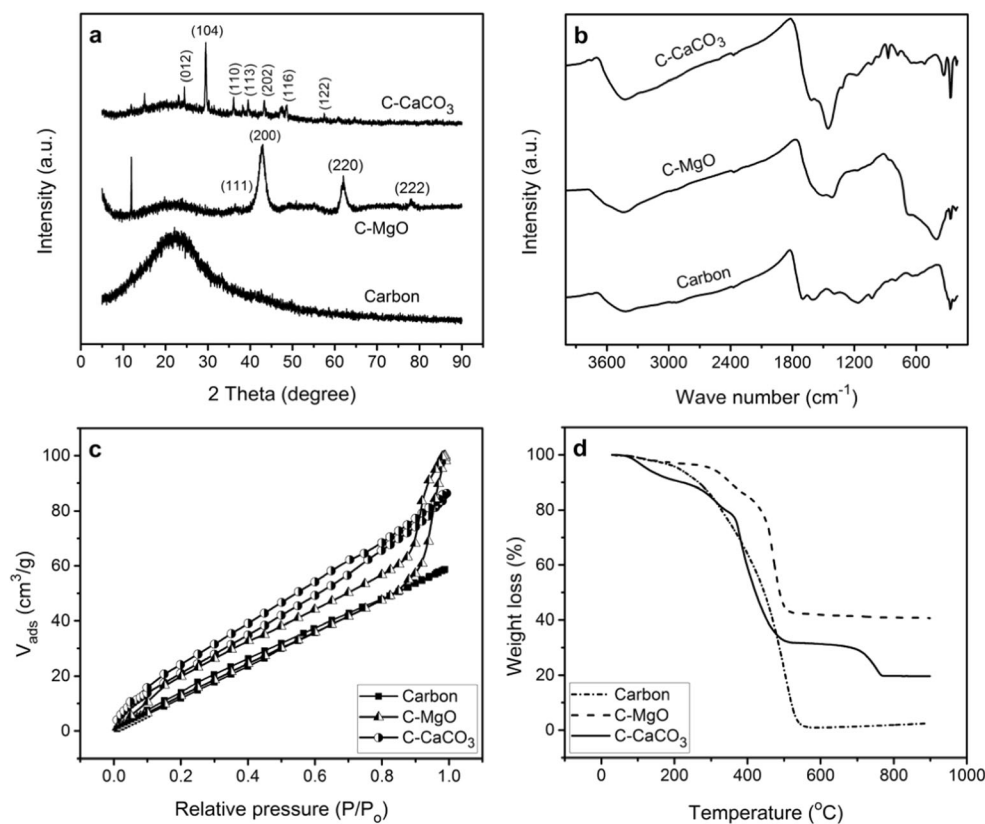 a
(104)
(012)
(110)
(113)
(202)
(116)
(122)
C-CaCO₃
(200)
(111)
(220)
(222)
C-MgO
Carbon
Intensity (a.u.)
0 10 20 30 40 50 60 70 80 90
2 Theta (degree)
b
C-CaCO₃
C-MgO
Carbon
Intensity (a.u.)
3600 3000 2400 1800 1200 600
Wave number (cm⁻¹)
c
100
80
60
40
20
0
V_ads (cm³/g)
Carbon
C-MgO
C-CaCO₃
0.0 0.2 0.4 0.6 0.8 1.0
Relative pressure (P/Pₒ)
d
100
80
60
40
20
0
Weight loss (%)
Carbon
C-MgO
C-CaCO₃
0 200 400 600 800 1000
Temperature (°C)